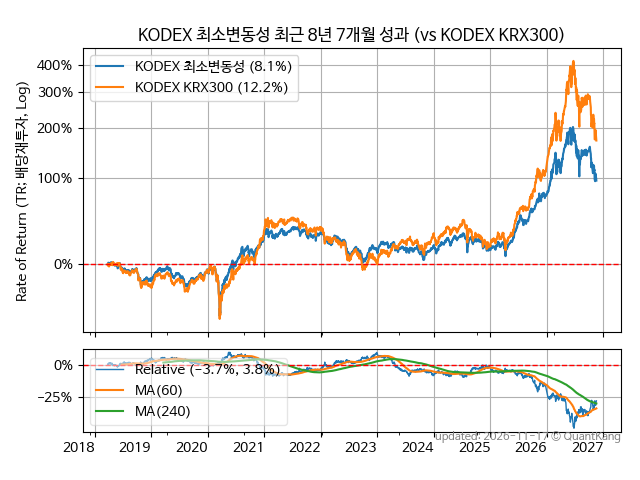 KODEX 최소변동성 최근 8년 7개월 성과 (vs KODEX KRX300)
Rate of Return (TR; 배당재투자, Log)
400%
300%
200%
100%
0%
KODEX 최소변동성 (8.1%)
KODEX KRX300 (12.2%)
0%
−25%
Relative (−3.7%, 3.8%)
MA(60)
MA(240)
updated: 2026-11-17 © QuantKang
2018 2019 2020 2021 2022 2023 2024 2025 2026 2027